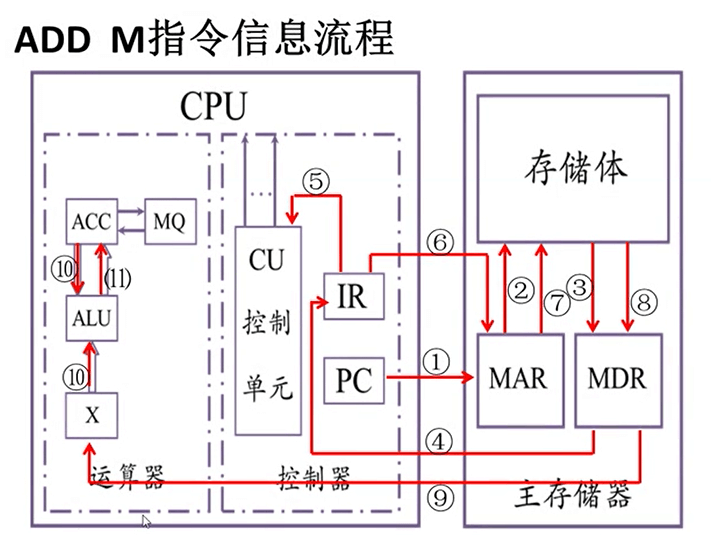 ADD M指令信息流程
CPU
存储体
⑤
ACC
MQ
CU
控制
单元
⑥
⑩
(11)
IR
②
⑦
③
⑧
ALU
①
MAR
MDR
⑩
PC
X
④
运算器
控制器
⑨
主存储器
…